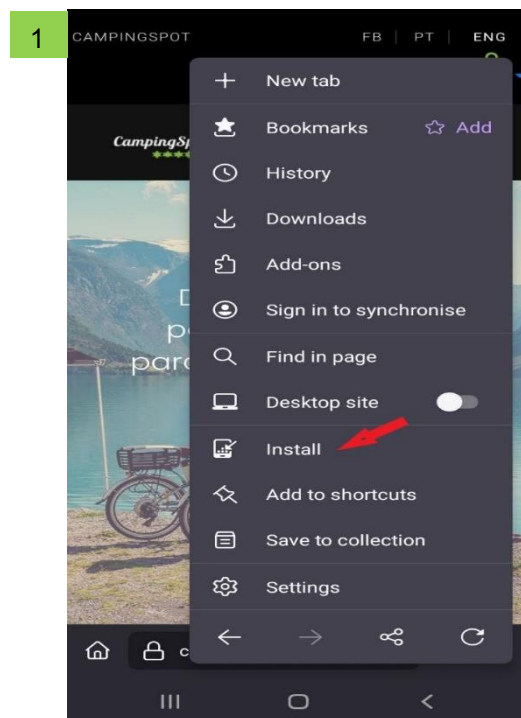 1
CAMPINGSPOT FB | PT | ENG
New tab
Bookmarks Add
History
Downloads
Add-ons
Sign in to synchronise
Find in page
Desktop site
Install
Add to shortcuts
Save to collection
Settings